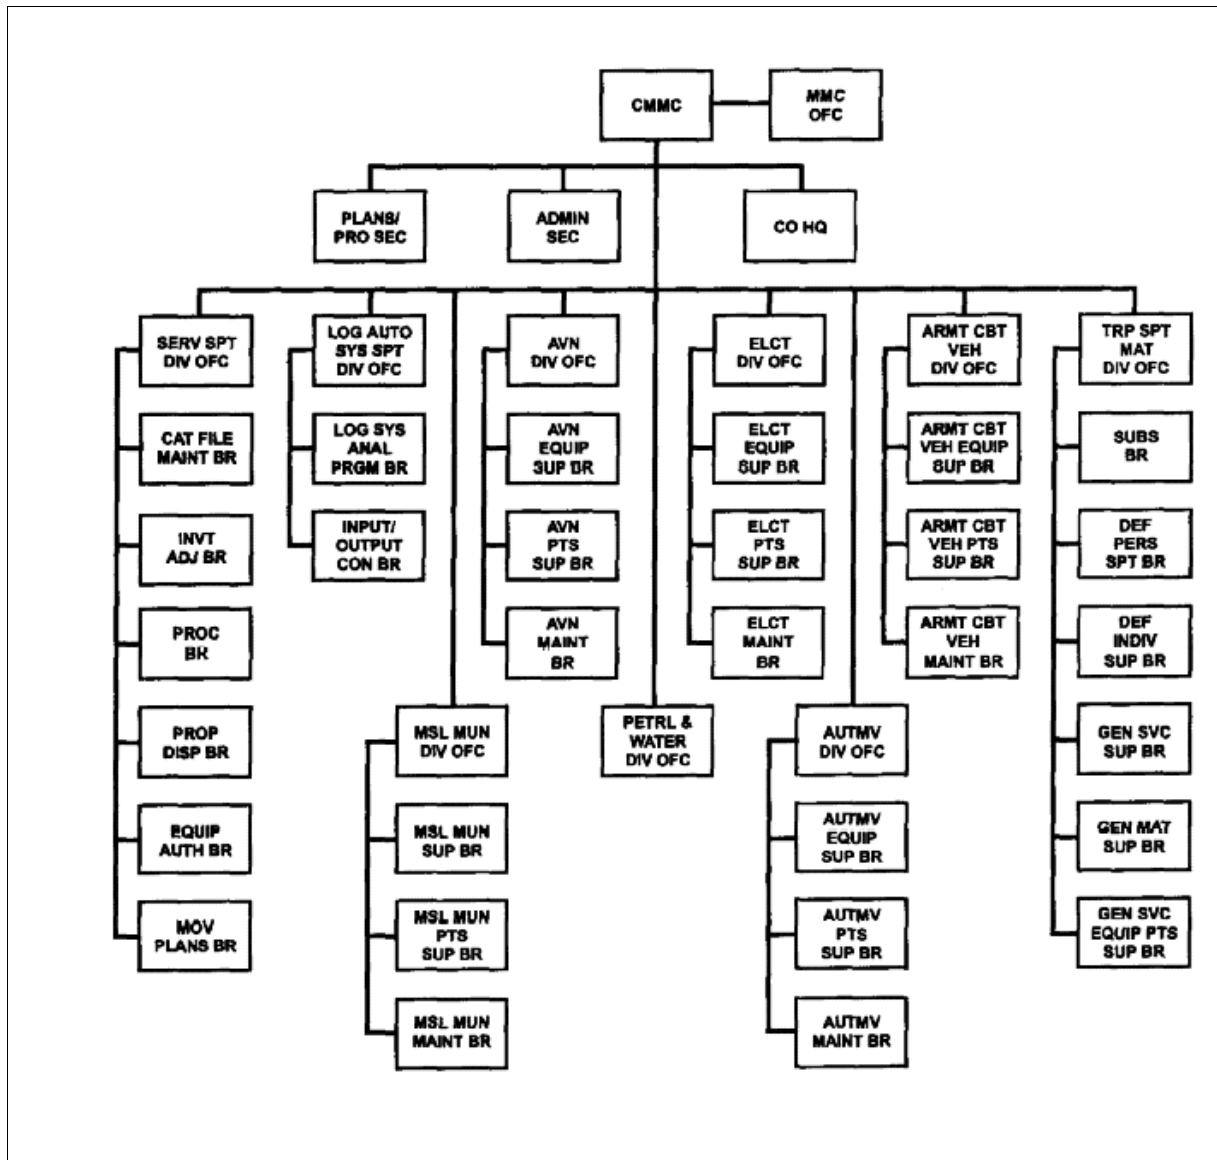 CMMC
MMC
OFC
PLANS/
PRO SEC
ADMIN
SEC
CO HQ
SERV SPT
DIV OFC
CAT FILE
MAINT BR
INVT
ADJ BR
PROC
BR
PROP
DISP BR
EQUIP
AUTH BR
MOV
PLANS BR
LOG AUTO
SYS SPT
DIV OFC
LOG SYS
ANAL
PRGM BR
INPUT/
OUTPUT
CON BR
MSL MUN
DIV OFC
MSL MUN
SUP BR
MSL MUN
PTS
SUP BR
MSL MUN
MAINT BR
AVN
DIV OFC
AVN
EQUIP
SUP BR
AVN
PTS
SUP BR
AVN
MAINT
BR
PETRL &
WATER
DIV OFC
ELCT
DIV OFC
ELCT
EQUIP
SUP BR
ELCT
PTS
SUP BR
ELCT
MAINT
BR
AUTMV
DIV OFC
AUTMV
EQUIP
SUP BR
AUTMV
PTS
SUP BR
AUTMV
MAINT BR
ARMT CBT
VEH
DIV OFC
ARMT CBT
VEH EQUIP
SUP BR
ARMT CBT
VEH PTS
SUP BR
ARMT CBT
VEH
MAINT BR
TRP SPT
MAT
DIV OFC
SUBS
BR
DEF
PERS
SPT BR
DEF
INDIV
SUP BR
GEN SVC
SUP BR
GEN MAT
SUP BR
GEN SVC
EQUIP PTS
SUP BR